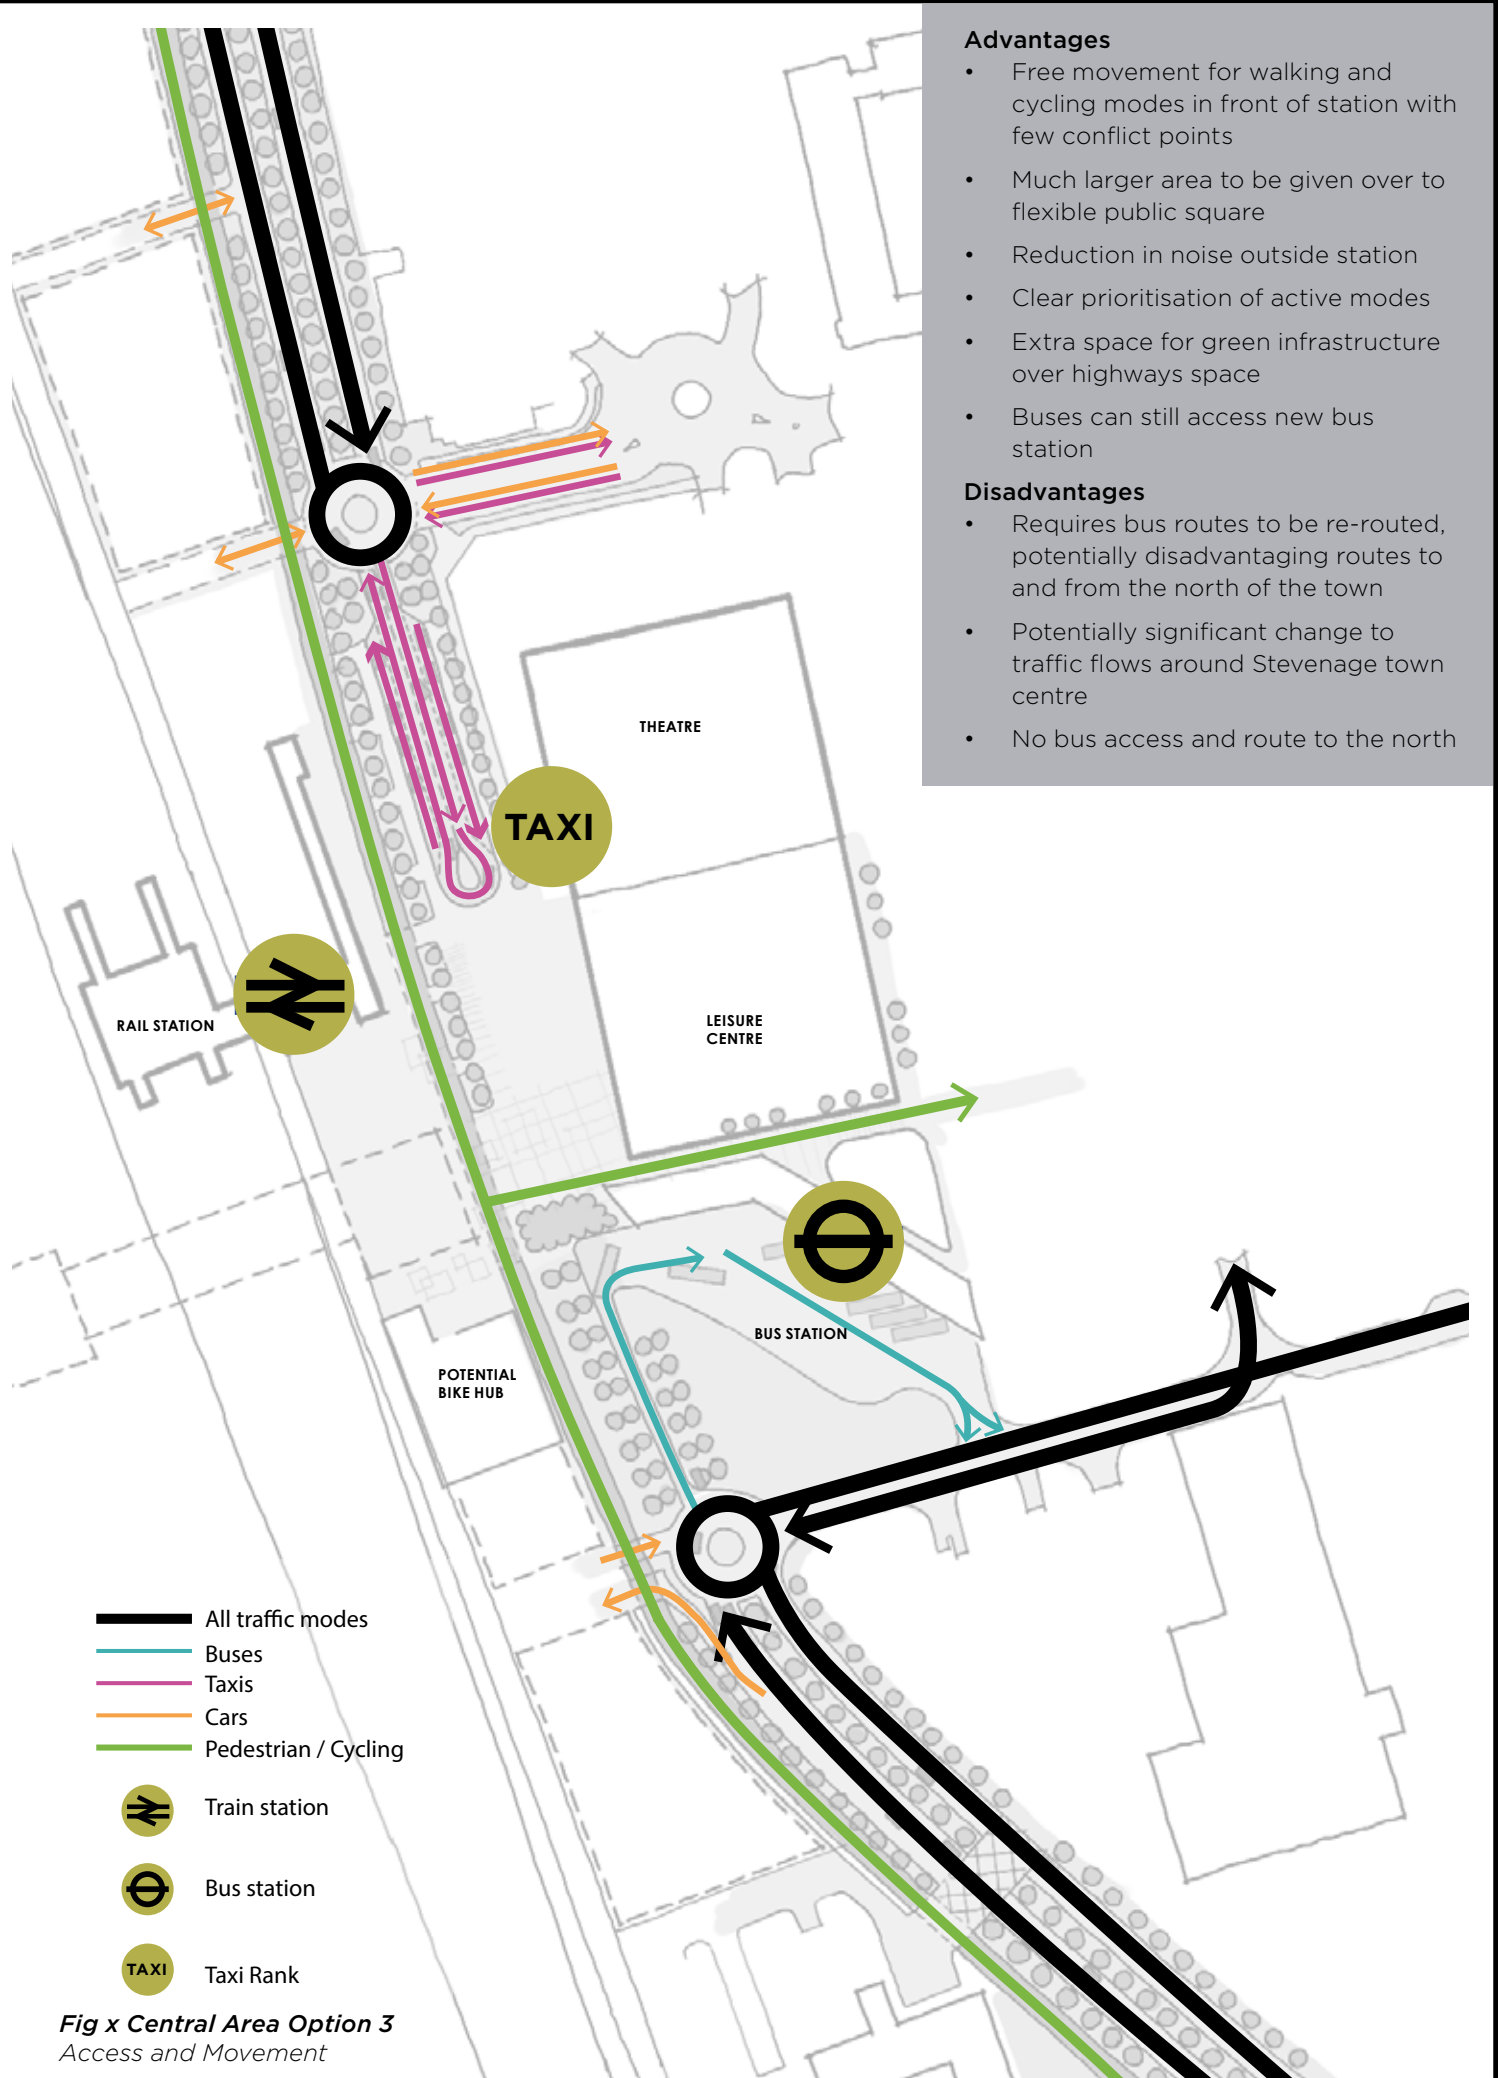 Advantages
• Free movement for walking and
cycling modes in front of station with
few conflict points
• Much larger area to be given over to
flexible public square
• Reduction in noise outside station
• Clear prioritisation of active modes
• Extra space for green infrastructure
over highways space
• Buses can still access new bus
station
Disadvantages
• Requires bus routes to be re-routed,
potentially disadvantaging routes to
and from the north of the town
• Potentially significant change to
traffic flows around Stevenage town
centre
• No bus access and route to the north
THEATRE
TAXI
RAIL STATION
LEISURE
CENTRE
BUS STATION
POTENTIAL
BIKE HUB
All traffic modes
Buses
Taxis
Cars
Pedestrian / Cycling
Train station
Bus station
TAXI
Taxi Rank
Fig x Central Area Option 3
Access and Movement